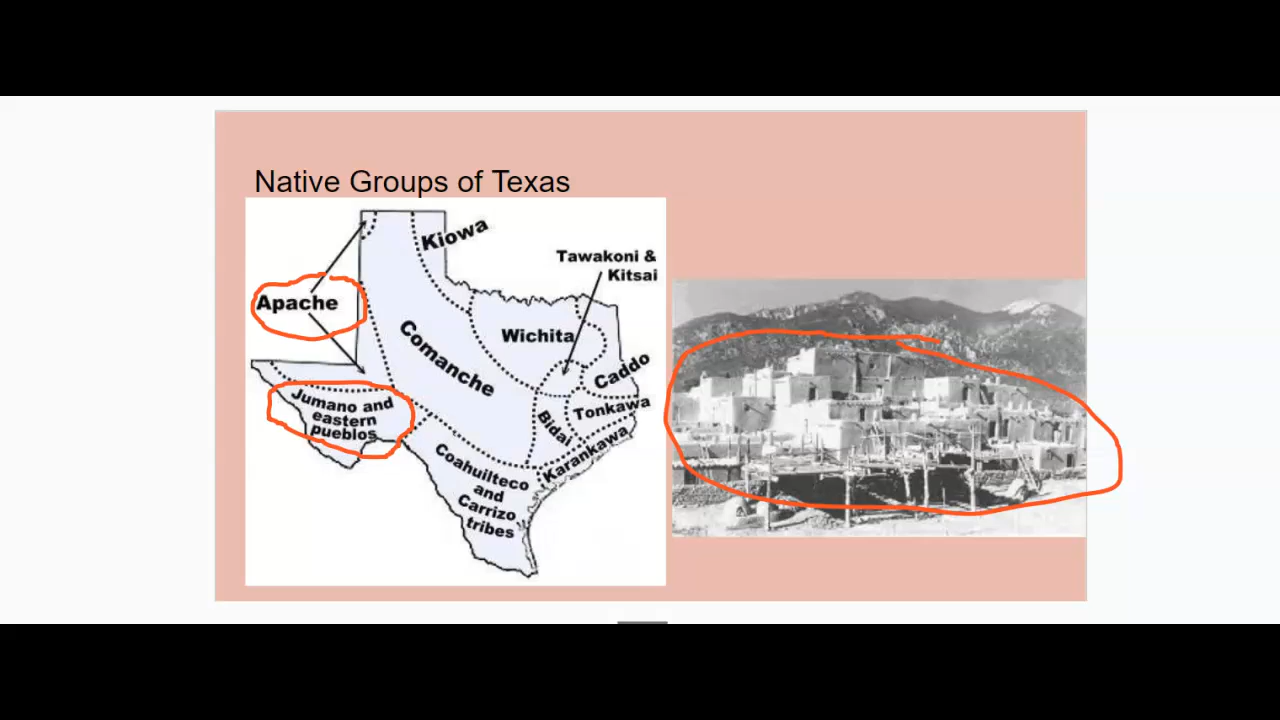 Native Groups of Texas
Kiowa
Tawakoni &
Kitsai
Apache
Wichita
Comanche
Caddo
Jumano and
eastern
pueblos
Tonkawa
Bidai
Karankawa
Coahuilteco
and
Carrizo
tribes